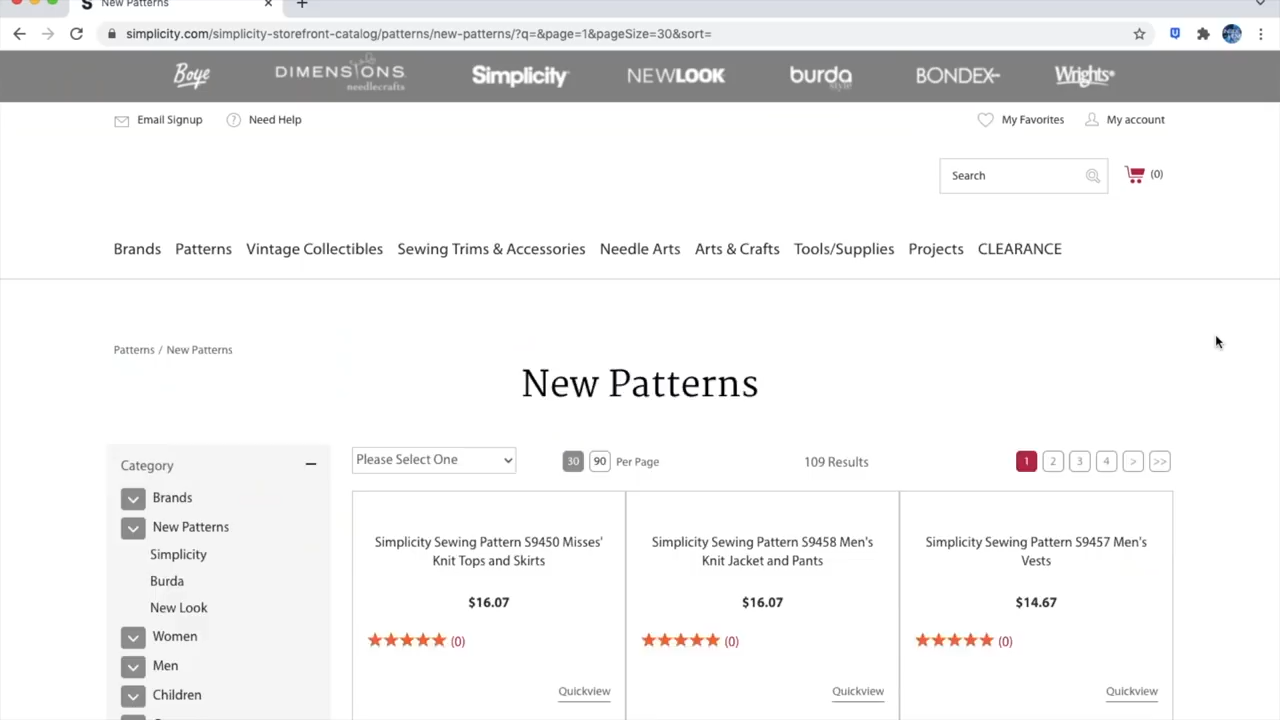 New Patterns
simplicity.com/simplicity-storefront-catalog/patterns/new-patterns/?q=&page=1&pageSize=30&sort=
Boye DIMENSIONS needlecrafts Simplicity NEWLOOK burda style BONDEX Wrights
Email Signup Need Help My Favorites My account
Search (0)
Brands Patterns Vintage Collectibles Sewing Trims & Accessories Needle Arts Arts & Crafts Tools/Supplies Projects CLEARANCE
Patterns / New Patterns
New Patterns
Category
Brands
New Patterns
Simplicity
Burda
New Look
Women
Men
Children
Please Select One 30 90 Per Page 109 Results 1 2 3 4 > >>
Simplicity Sewing Pattern S9450 Misses'
Knit Tops and Skirts
$16.07
(0)
Quickview
Simplicity Sewing Pattern S9458 Men's
Knit Jacket and Pants
$16.07
(0)
Quickview
Simplicity Sewing Pattern S9457 Men's
Vests
$14.67
(0)
Quickview